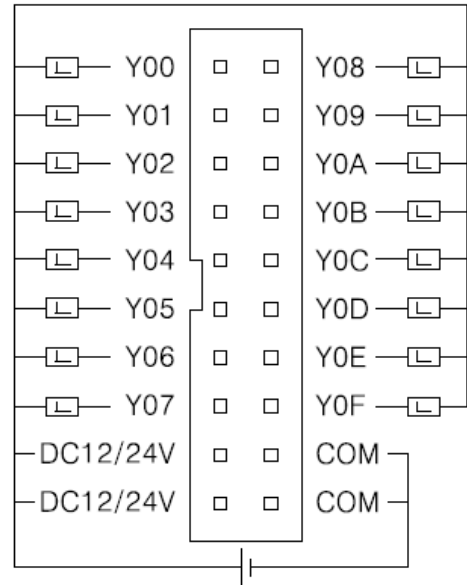 Y00 Y08
Y01 Y09
Y02 Y0A
Y03 Y0B
Y04 Y0C
Y05 Y0D
Y06 Y0E
Y07 Y0F
DC12/24V COM
DC12/24V COM